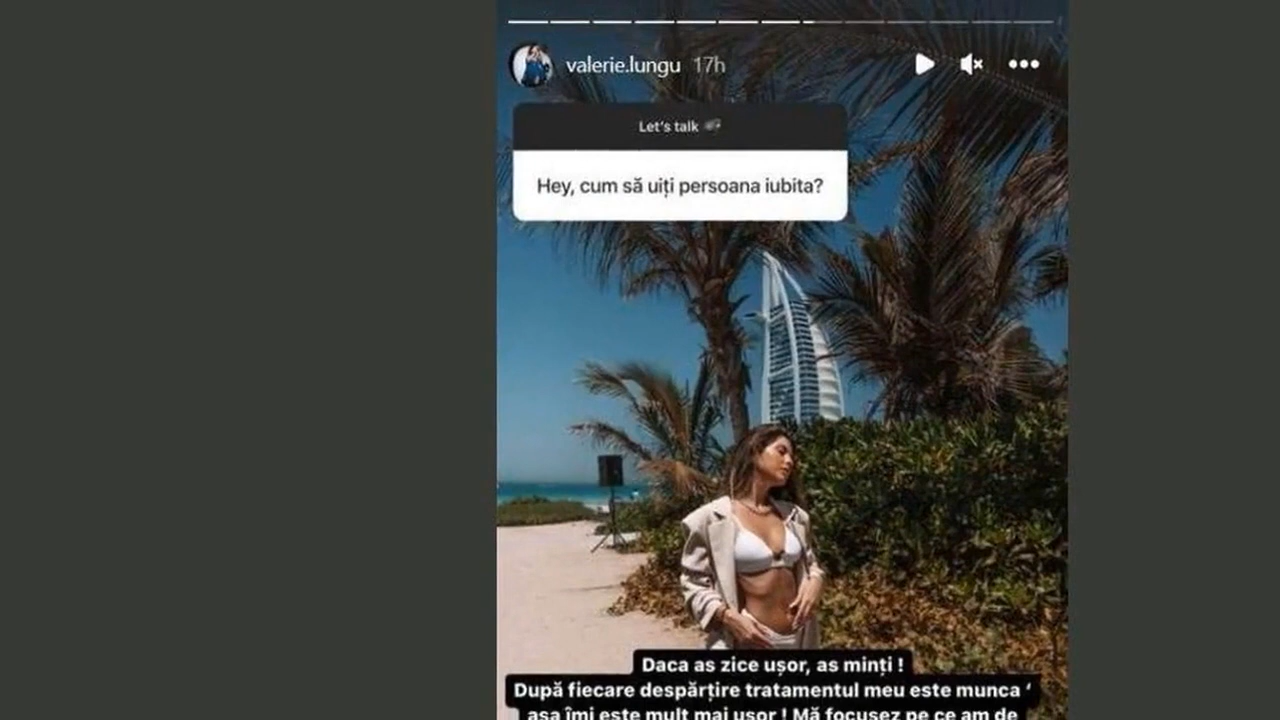 valerie.lungu 17h
Let's talk
Hey, cum să uiți persoana iubita?
Daca as zice ușor, as minți !
După fiecare despărțire tratamentul meu este munca ‘
așa îmi este mult mai ușor ! Mă focusez pe ce am de